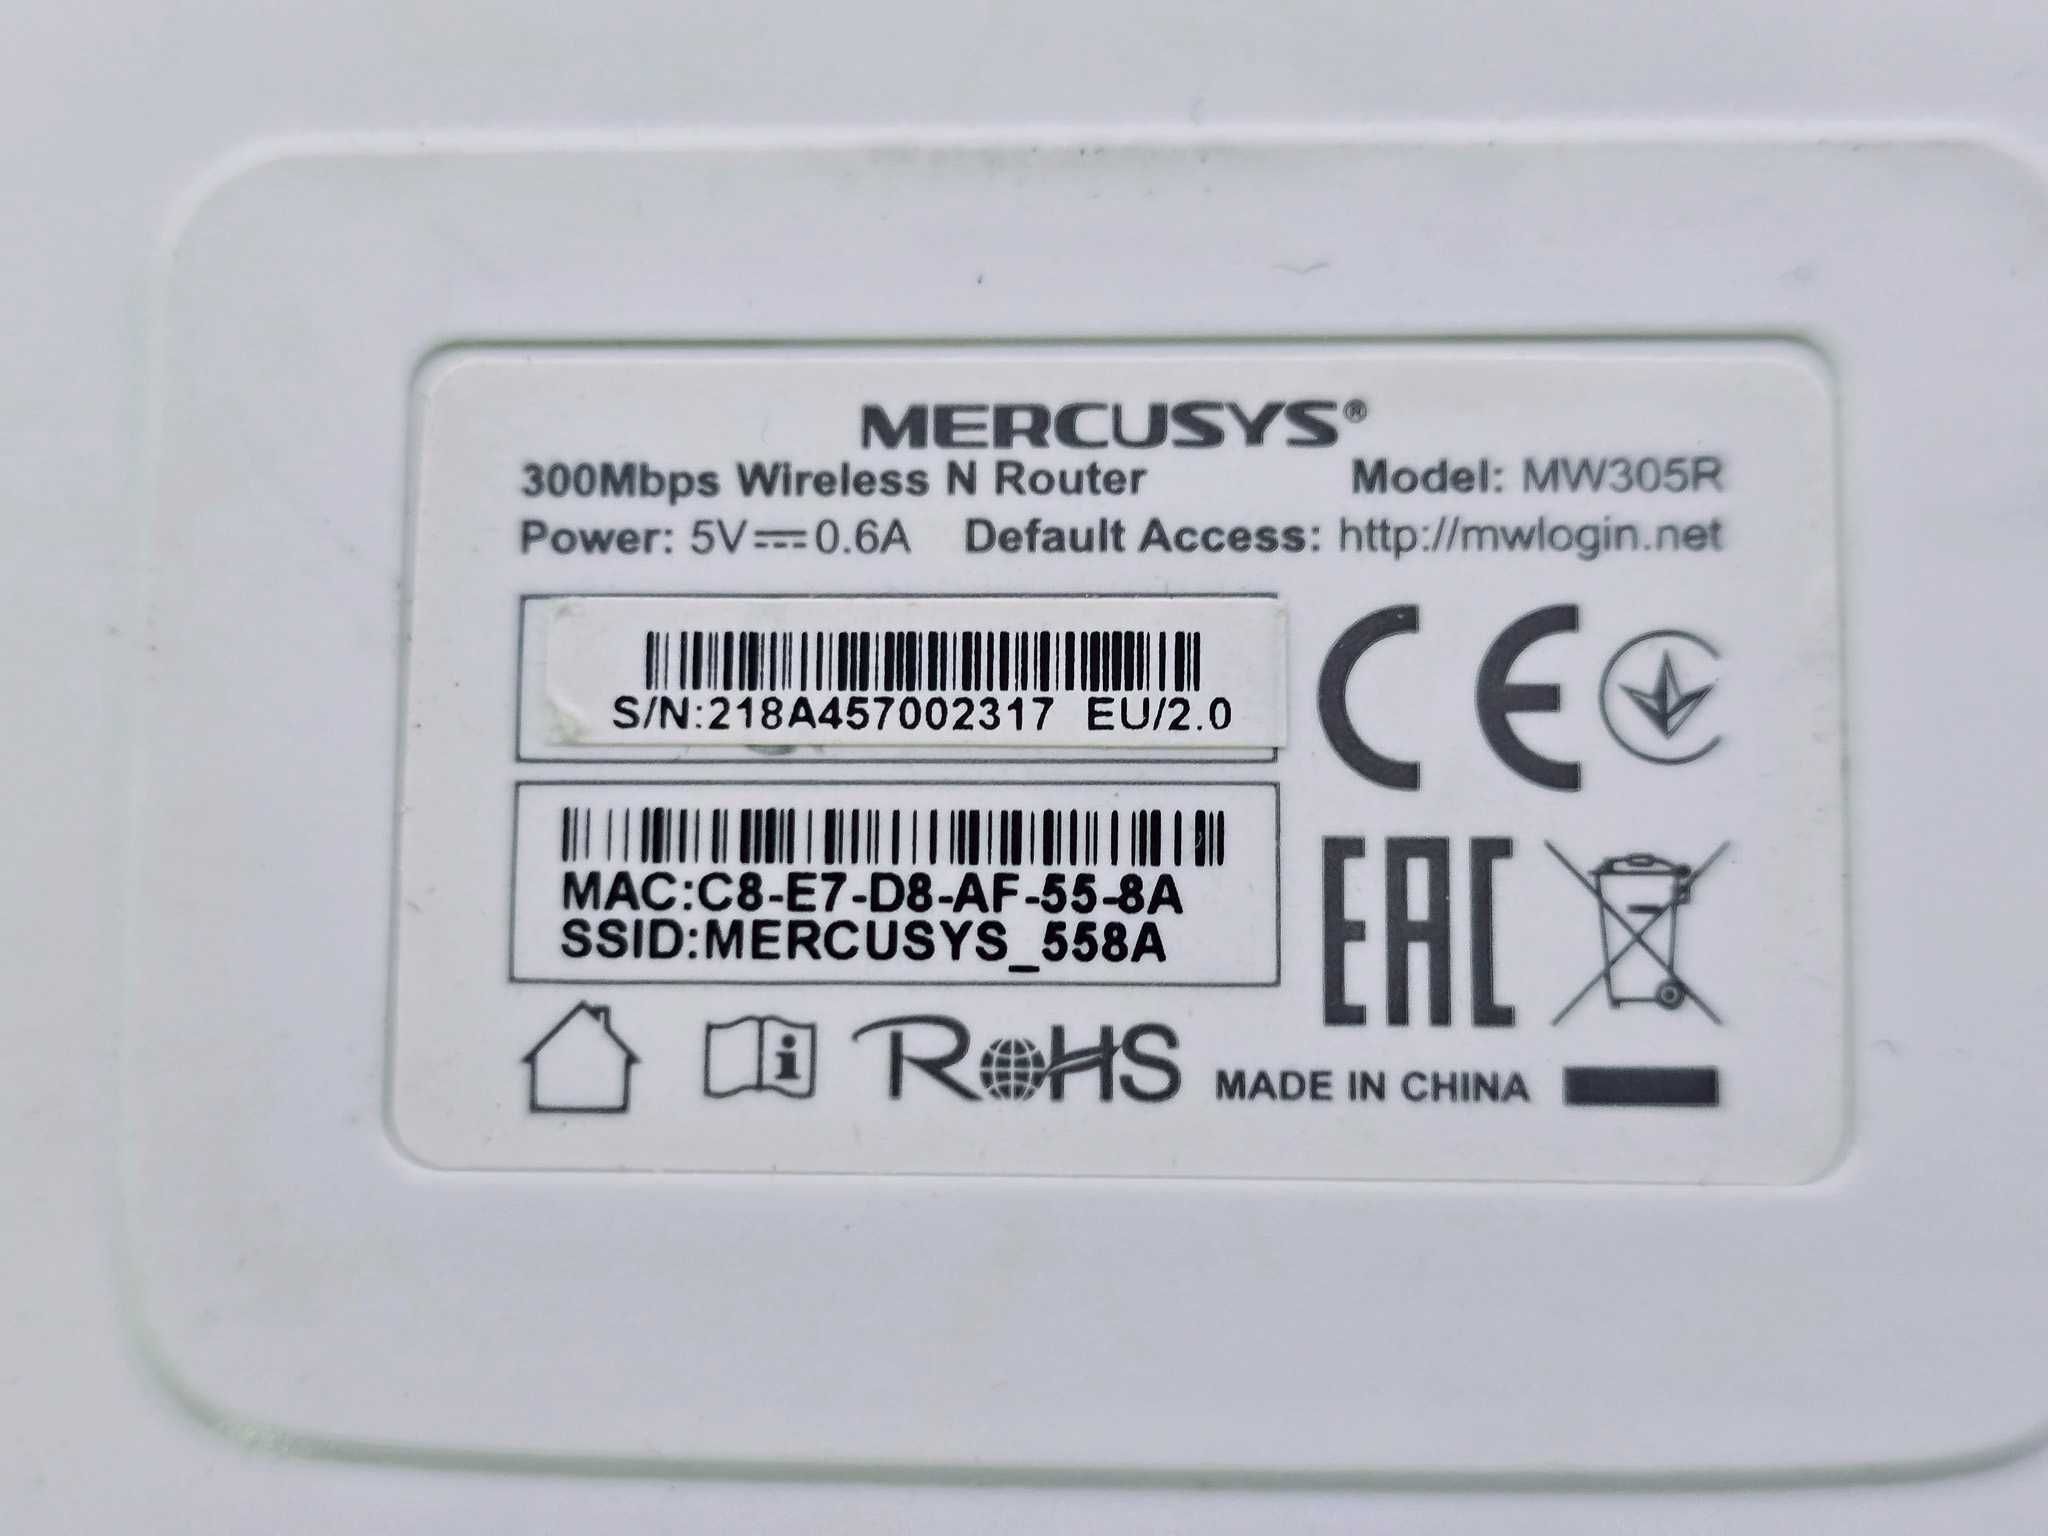 MERCUSYS®
300Mbps Wireless N Router Model: MW305R
Power: 5V⎓0.6A Default Access: http://mwlogin.net
S/N:218A457002317 EU/2.0
MAC:C8-E7-D8-AF-55-8A
SSID:MERCUSYS_558A
CE
EAC
RoHS MADE IN CHINA